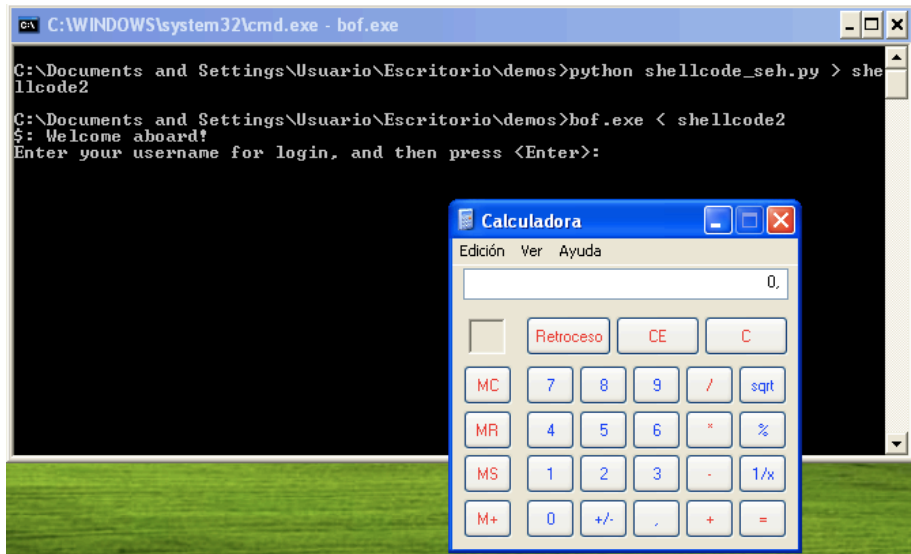 C:\WINDOWS\system32\cmd.exe - bof.exe
C:\Documents and Settings\Usuario\Escritorio\demos>python shellcode_seh.py > she
llcode2
C:\Documents and Settings\Usuario\Escritorio\demos>bof.exe < shellcode2
$: Welcome aboard!
Enter your username for login, and then press <Enter>:
Calculadora
Edición Ver Ayuda
0,
Retroceso CE C
MC 7 8 9 / sqrt
MR 4 5 6 * %
MS 1 2 3 - 1/x
M+ 0 +/- , + =